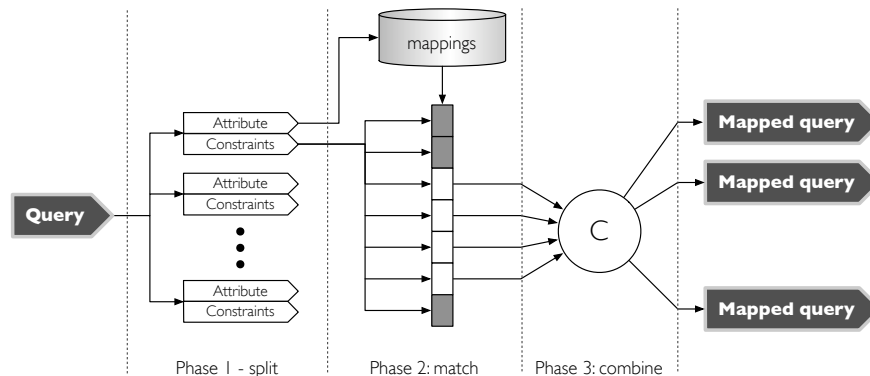 mappings
Attribute
Constraints
Attribute
Constraints
Attribute
Constraints
Query
C
Mapped query
Mapped query
Mapped query
Phase 1 - split
Phase 2: match
Phase 3: combine